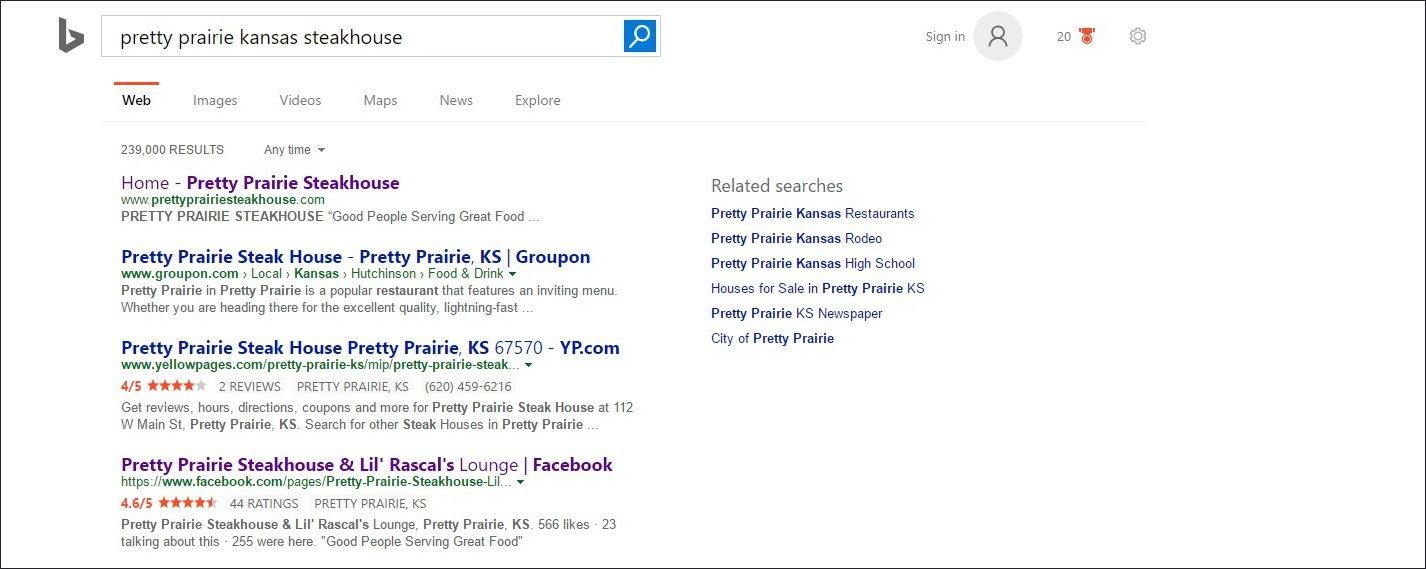 pretty prairie kansas steakhouse
Sign in
20
Web Images Videos Maps News Explore
239,000 RESULTS Any time
Home - Pretty Prairie Steakhouse
www.prettyprairiesteakhouse.com
PRETTY PRAIRIE STEAKHOUSE “Good People Serving Great Food ...
Pretty Prairie Steak House - Pretty Prairie, KS | Groupon
www.groupon.com › Local › Kansas › Hutchinson › Food & Drink
Pretty Prairie in Pretty Prairie is a popular restaurant that features an inviting menu.
Whether you are heading there for the excellent quality, lightning-fast ...
Pretty Prairie Steak House Pretty Prairie, KS 67570 - YP.com
www.yellowpages.com/pretty-prairie-ks/mip/pretty-prairie-steak...
4/5 2 REVIEWS PRETTY PRAIRIE, KS (620) 459-6216
Get reviews, hours, directions, coupons and more for Pretty Prairie Steak House at 112
W Main St, Pretty Prairie, KS. Search for other Steak Houses in Pretty Prairie ...
Pretty Prairie Steakhouse & Lil' Rascal's Lounge | Facebook
https://www.facebook.com/pages/Pretty-Prairie-Steakhouse-Lil...
4.6/5 44 RATINGS PRETTY PRAIRIE, KS
Pretty Prairie Steakhouse & Lil' Rascal's Lounge, Pretty Prairie, KS. 566 likes · 23
talking about this · 255 were here. "Good People Serving Great Food"
Related searches
Pretty Prairie Kansas Restaurants
Pretty Prairie Kansas Rodeo
Pretty Prairie Kansas High School
Houses for Sale in Pretty Prairie KS
Pretty Prairie KS Newspaper
City of Pretty Prairie